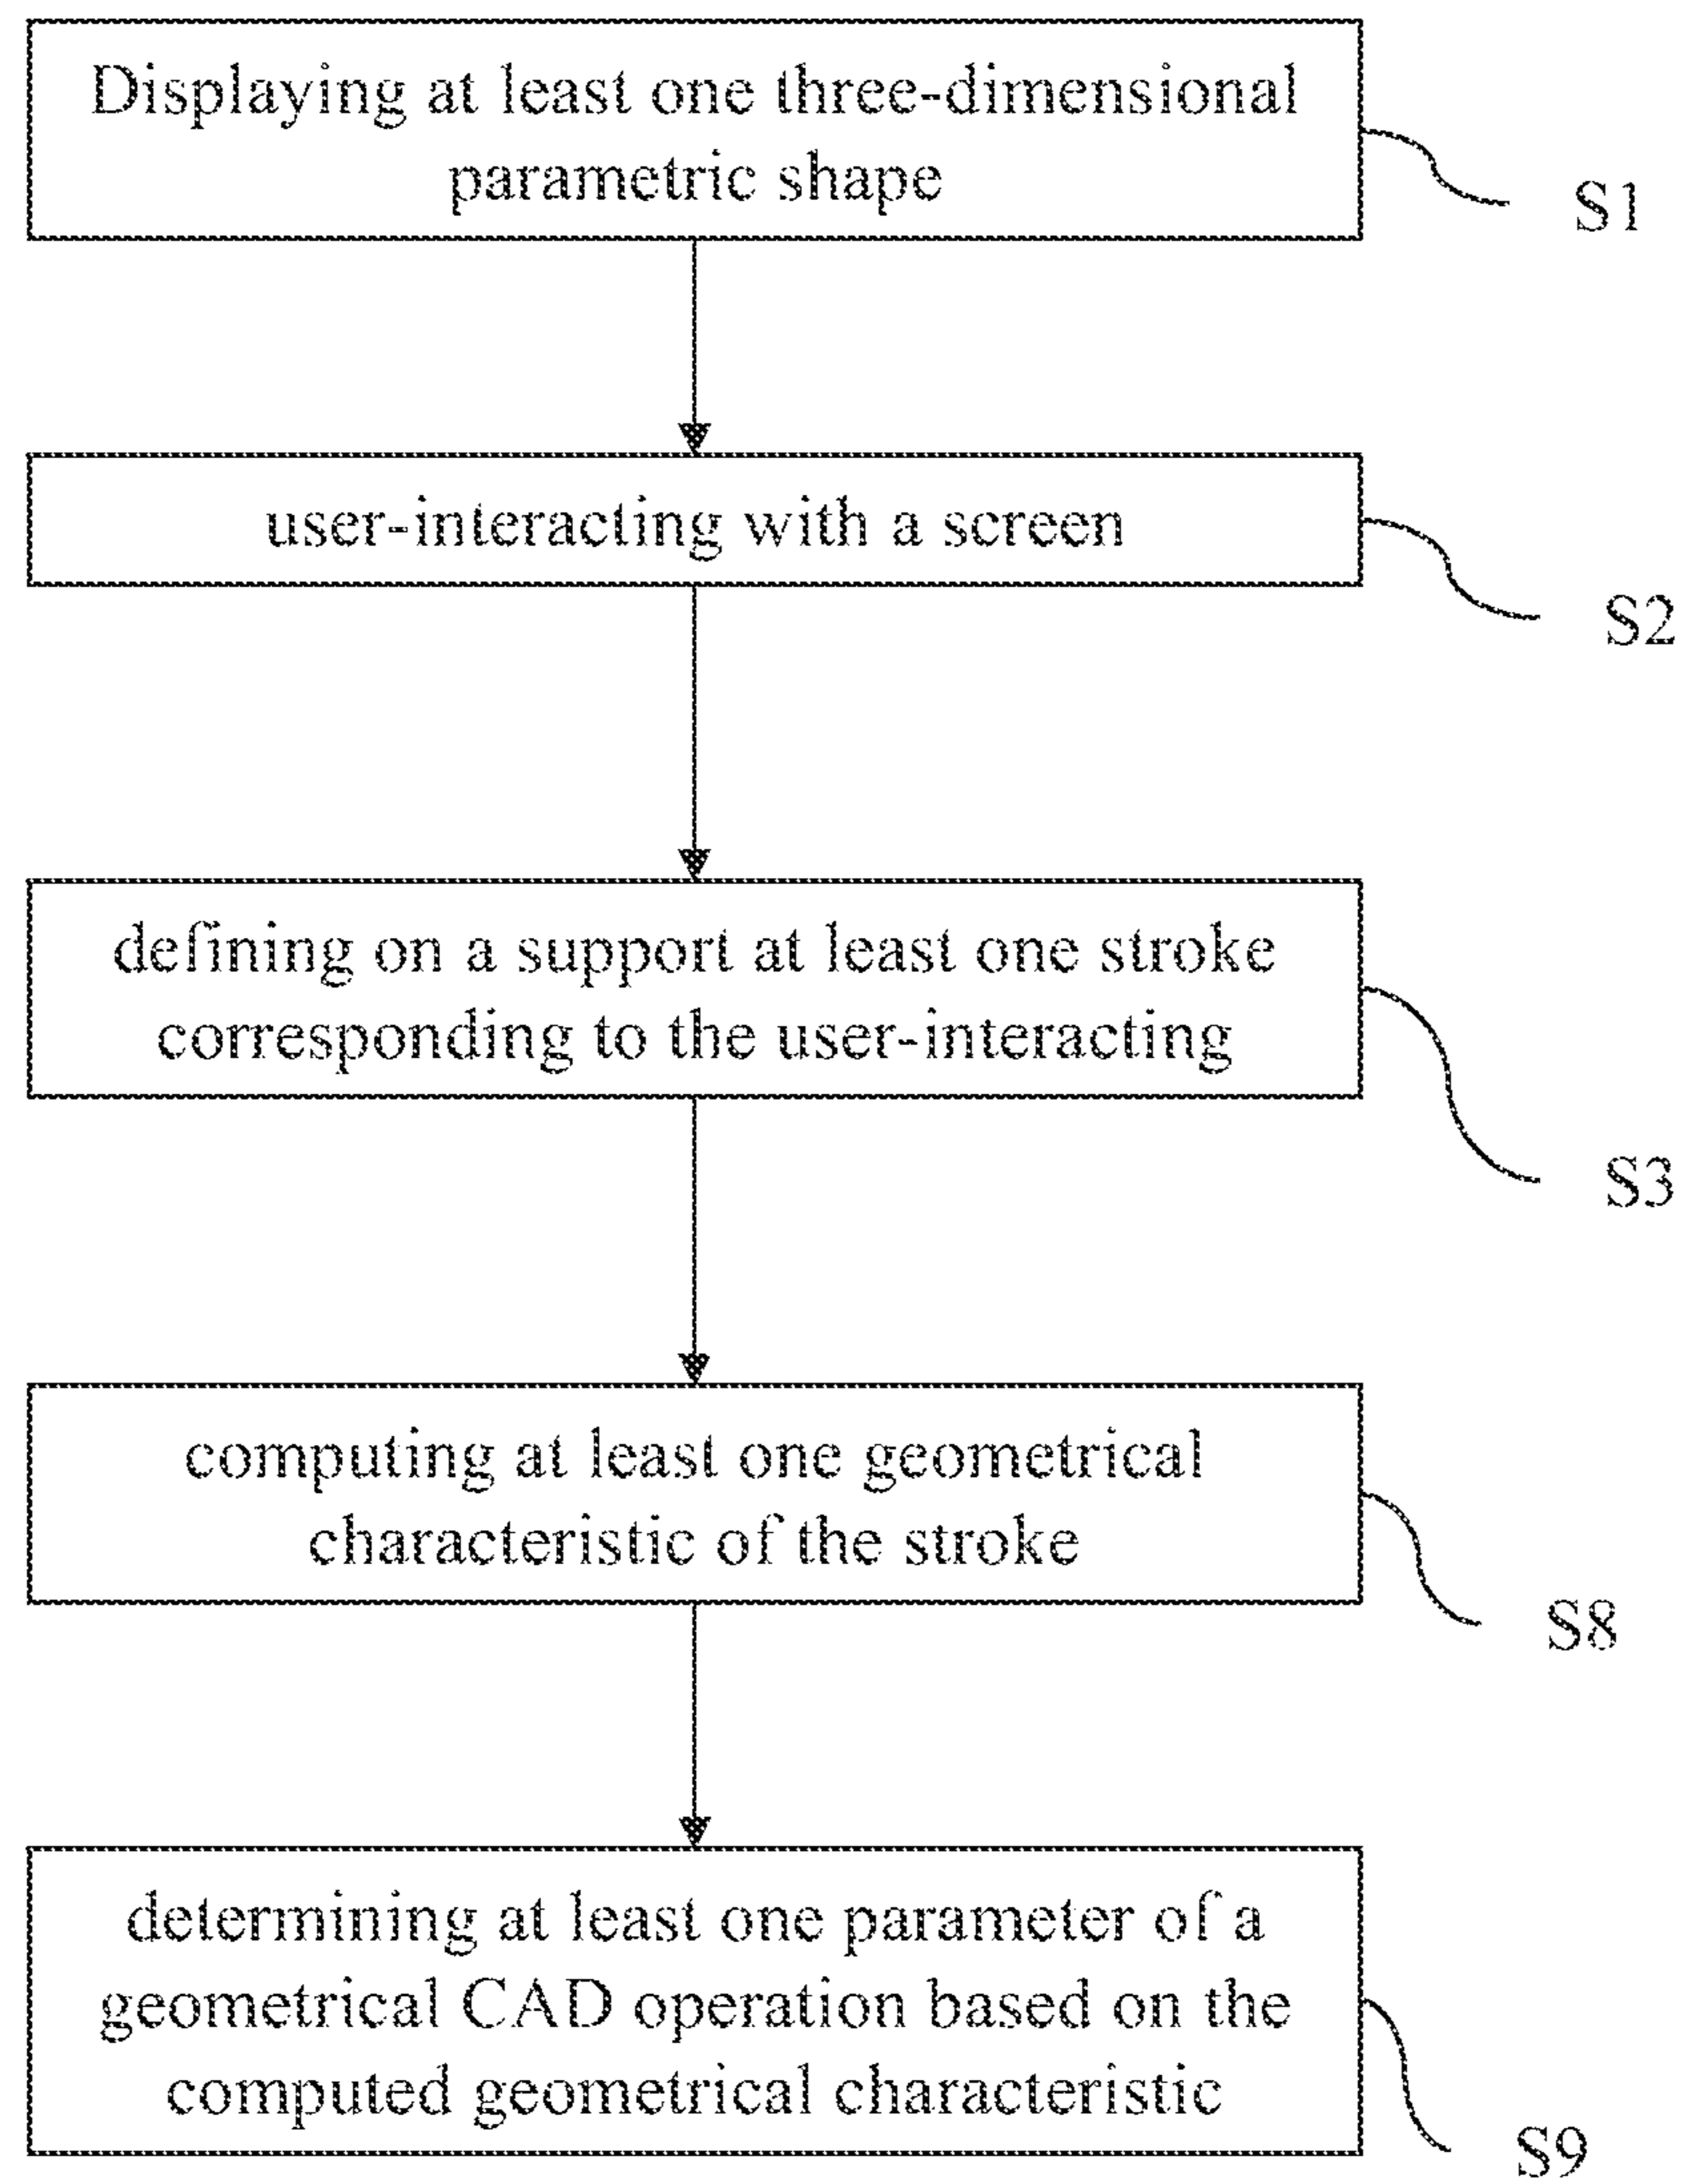 Displaying at least one three-dimensional
parametric shape
S1
user-interacting with a screen
S2
defining on a support at least one stroke
corresponding to the user-interacting
S3
computing at least one geometrical
characteristic of the stroke
S8
determining at least one parameter of a
geometrical CAD operation based on the
computed geometrical characteristic
S9